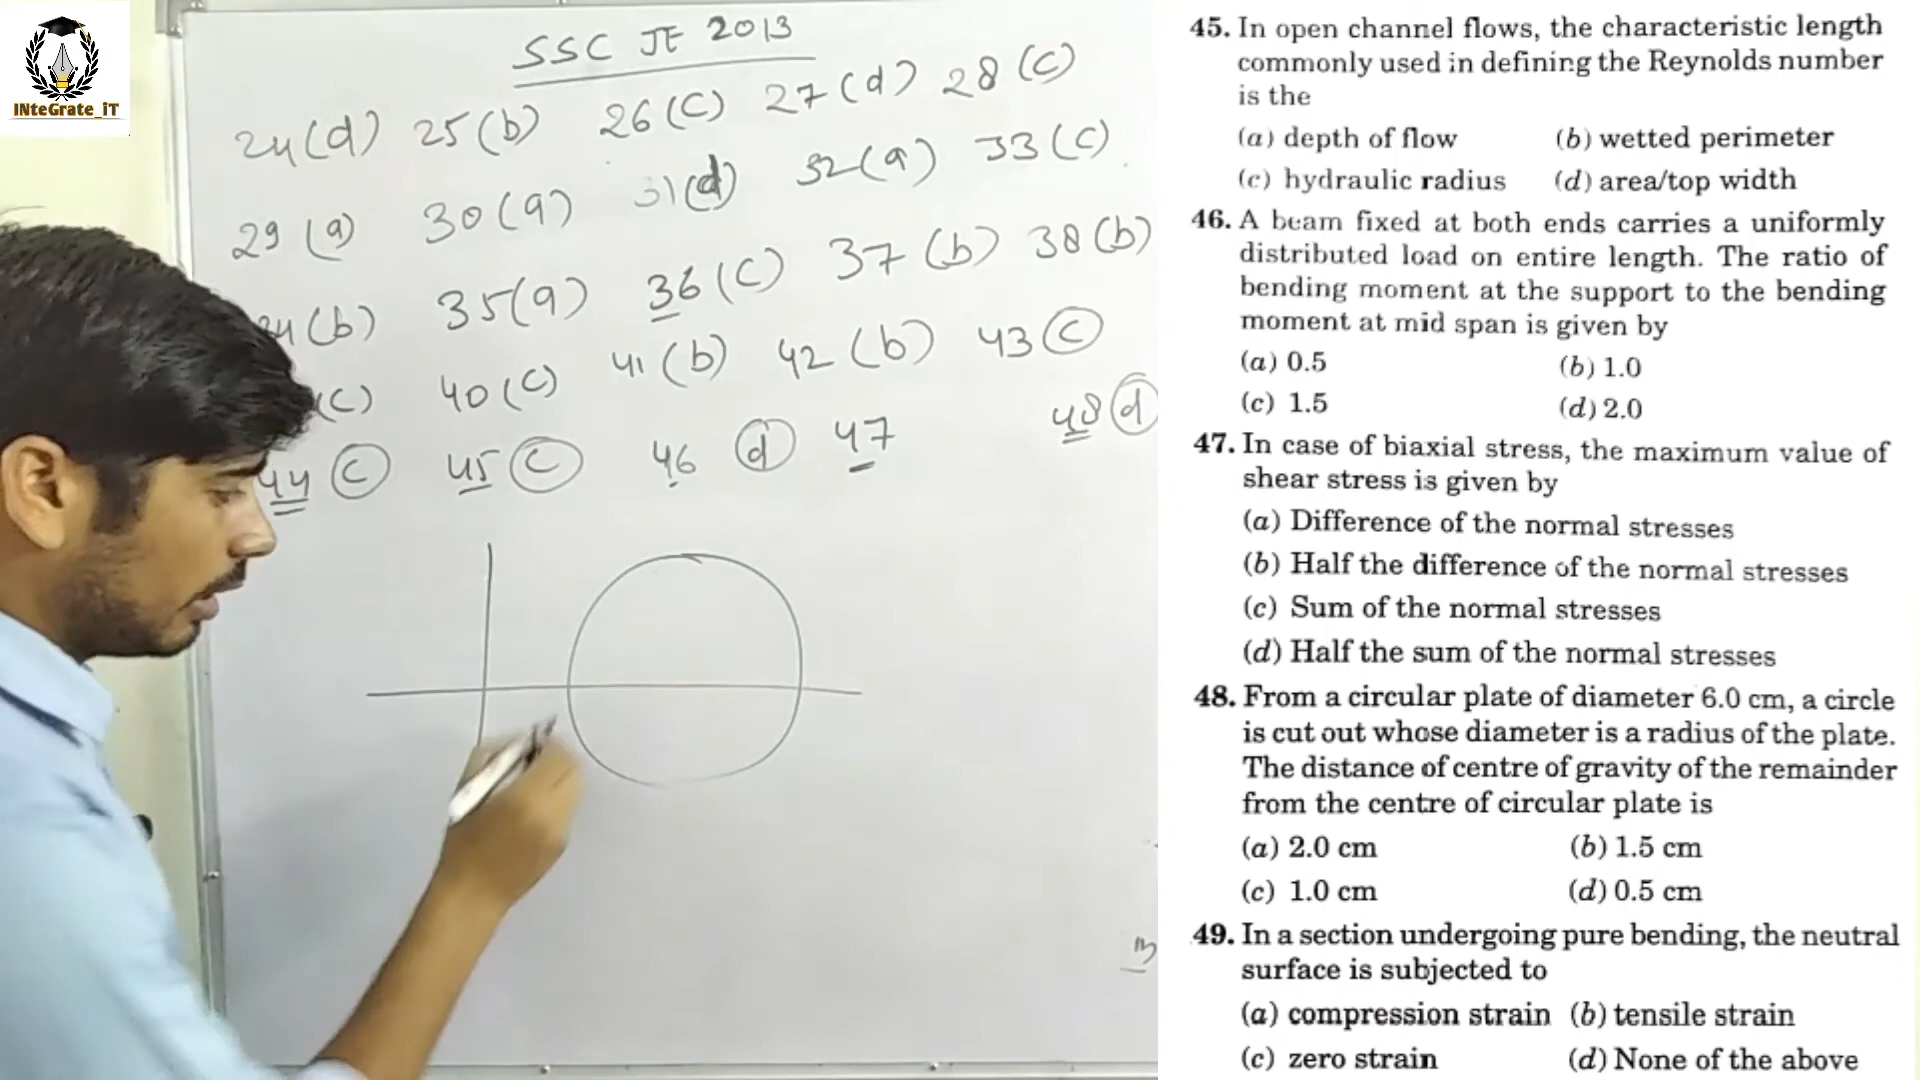 INteGrate_iT
SSC JE 2013
24(d) 25(b) 26(C) 27(d) 28(C)
29(a) 30(a) 31(d) 32(a) 33(C)
(b) 35(a) 36(C) 37(b) 38(b)
(C) 40(C) 41(b) 42(b) 43 C
44 C 45 C 46 d 47 48 d
45. In open channel flows, the characteristic length
commonly used in defining the Reynolds number
is the
(a) depth of flow (b) wetted perimeter
(c) hydraulic radius (d) area/top width
46. A beam fixed at both ends carries a uniformly
distributed load on entire length. The ratio of
bending moment at the support to the bending
moment at mid span is given by
(a) 0.5 (b) 1.0
(c) 1.5 (d) 2.0
47. In case of biaxial stress, the maximum value of
shear stress is given by
(a) Difference of the normal stresses
(b) Half the difference of the normal stresses
(c) Sum of the normal stresses
(d) Half the sum of the normal stresses
48. From a circular plate of diameter 6.0 cm, a circle
is cut out whose diameter is a radius of the plate.
The distance of centre of gravity of the remainder
from the centre of circular plate is
(a) 2.0 cm (b) 1.5 cm
(c) 1.0 cm (d) 0.5 cm
49. In a section undergoing pure bending, the neutral
surface is subjected to
(a) compression strain (b) tensile strain
(c) zero strain (d) None of the above